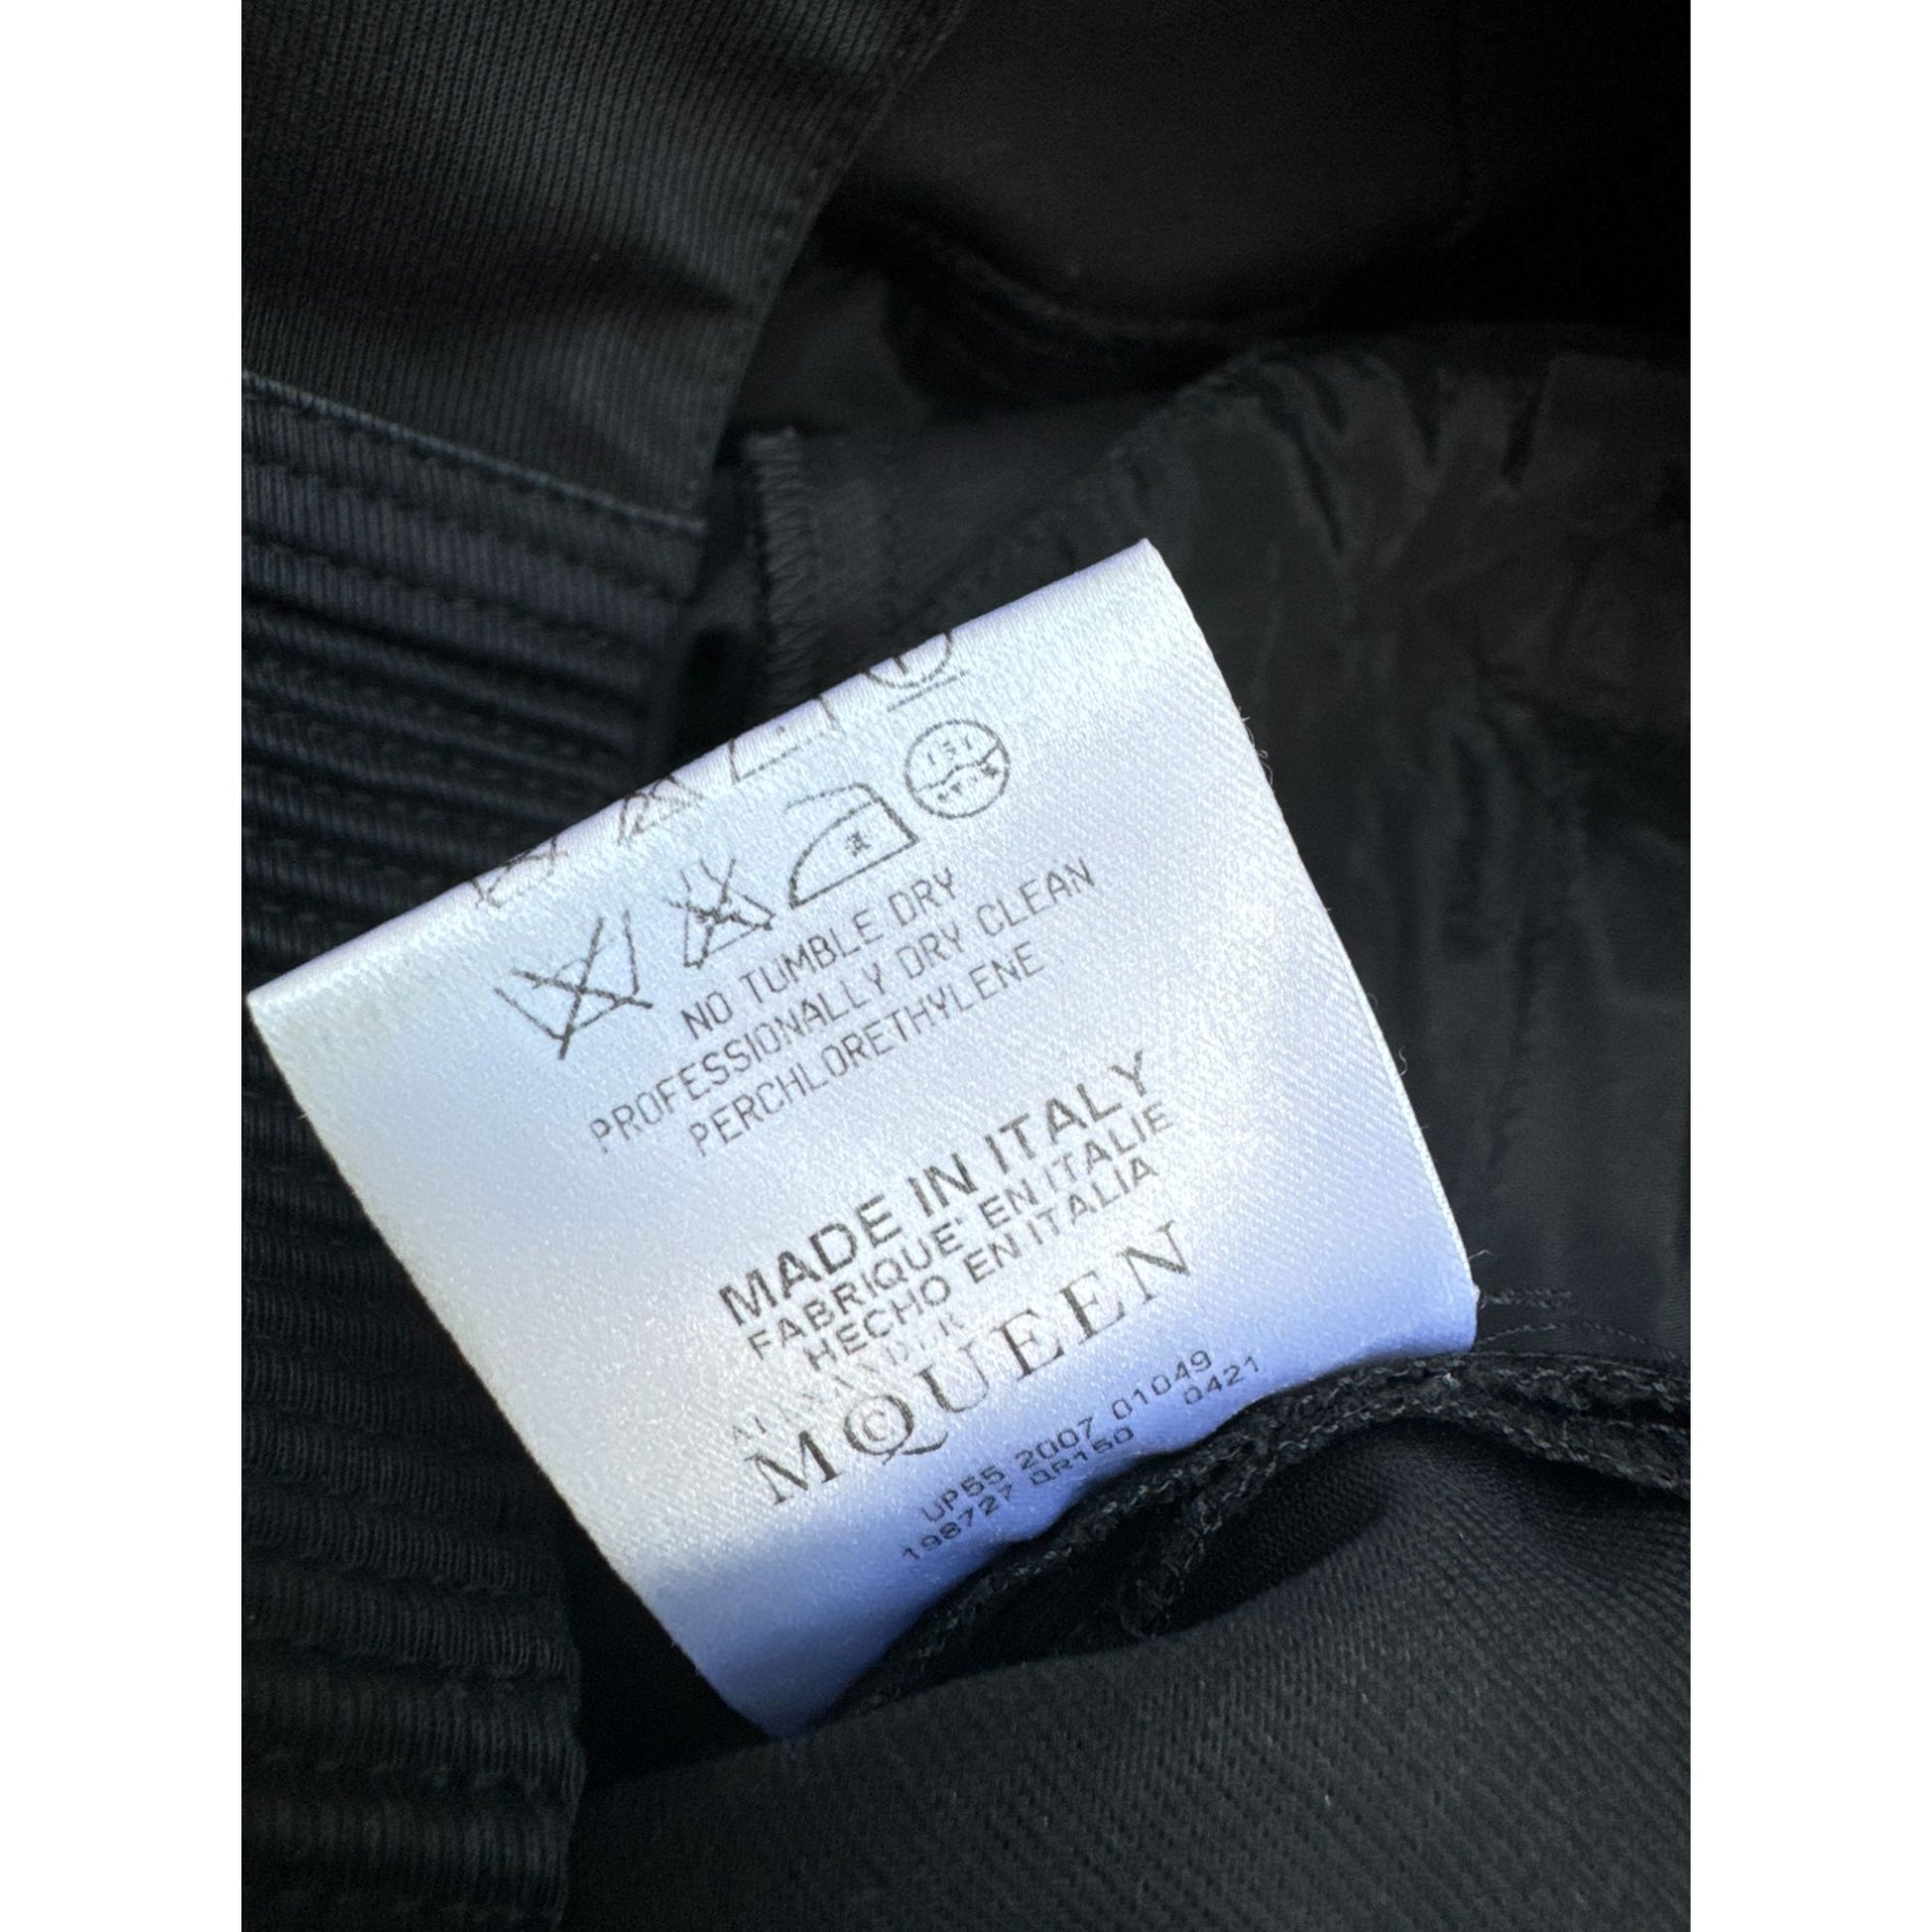 NO TUMBLE DRY
PROFESSIONALLY DRY CLEAN
PERCHLORETHYLENE
MADE IN ITALY
FABRIQUE' EN ITALIE
HECHO EN ITALIA
ALEXANDER
MCQUEEN
UP55 2007 01049
198727 QR150 0421